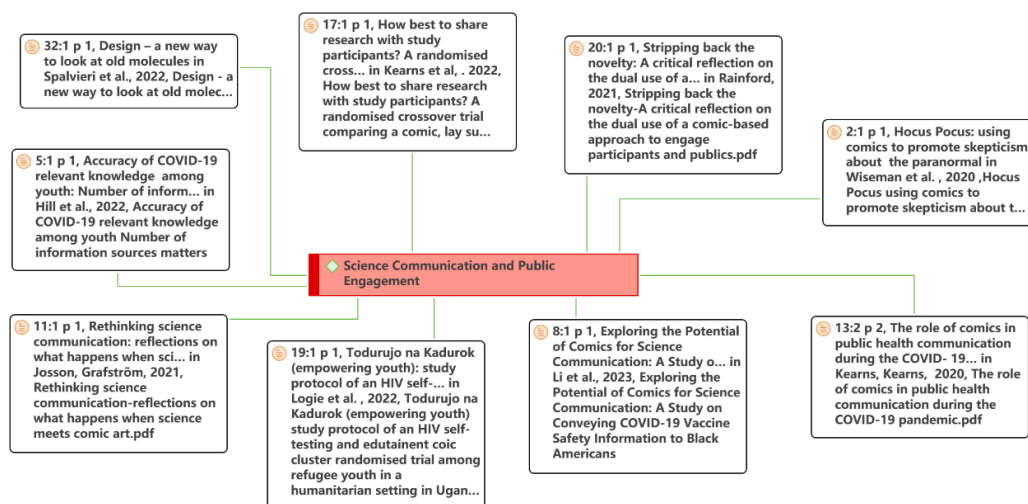 32:1 p 1, Design – a new way
to look at old molecules in
Spalvieri et al., 2022, Design - a
new way to look at old molec...
17:1 p 1, How best to share
research with study
participants? A randomised
cross... in Kearns et al, . 2022,
How best to share research
with study participants? A
randomised crossover trial
comparing a comic, lay su...
20:1 p 1, Stripping back the
novelty: A critical reflection on
the dual use of a... in Rainford,
2021, Stripping back the
novelty-A critical reflection on
the dual use of a comic-based
approach to engage
participants and publics.pdf
2:1 p 1, Hocus Pocus: using
comics to promote skepticism
about the paranormal in
Wiseman et al. , 2020 ,Hocus
Pocus using comics to
promote skepticism about t...
5:1 p 1, Accuracy of COVID-19
relevant knowledge among
youth: Number of inform... in
Hill et al., 2022, Accuracy of
COVID-19 relevant knowledge
among youth Number of
information sources matters
Science Communication and Public
Engagement
11:1 p 1, Rethinking science
communication: reflections on
what happens when sci... in
Josson, Grafström, 2021,
Rethinking science
communication-reflections on
what happens when science
meets comic art.pdf
19:1 p 1, Todurujo na Kadurok
(empowering youth): study
protocol of an HIV self-... in
Logie et al. , 2022, Todurujo na
Kadurok (empowering youth)
study protocol of an HIV self-
testing and edutainent coic
cluster randomised trial among
refugee youth in a
humanitarian setting in Ugan...
8:1 p 1, Exploring the Potential
of Comics for Science
Communication: A Study o... in
Li et al., 2023, Exploring the
Potential of Comics for Science
Communication: A Study on
Conveying COVID-19 Vaccine
Safety Information to Black
Americans
13:2 p 2, The role of comics in
public health communication
during the COVID- 19... in
Kearns, Kearns, 2020, The role
of comics in public health
communication during the
COVID-19 pandemic.pdf